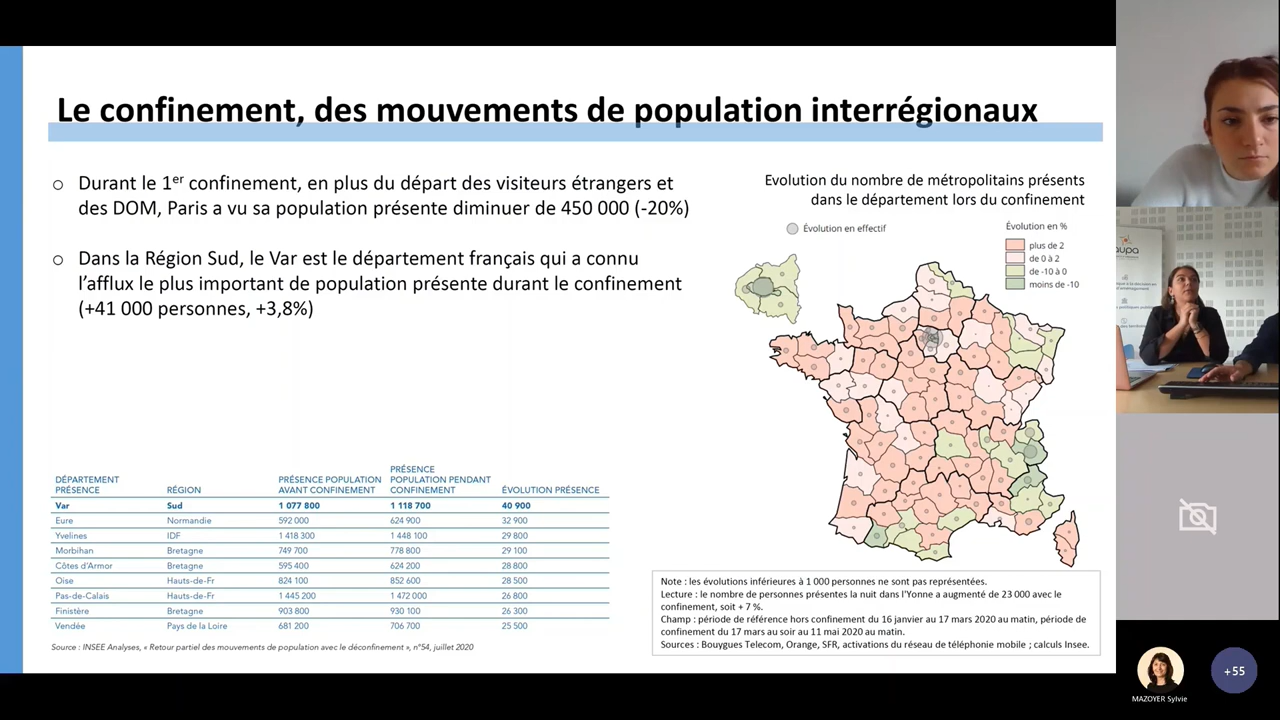 Le confinement, des mouvements de population interrégionaux
o Durant le 1er confinement, en plus du départ des visiteurs étrangers et
des DOM, Paris a vu sa population présente diminuer de 450 000 (-20%)
o Dans la Région Sud, le Var est le département français qui a connu
l'afflux le plus important de population présente durant le confinement
(+41 000 personnes, +3,8%)
Evolution du nombre de métropolitains présents
dans le département lors du confinement
Évolution en effectif
Évolution en %
plus de 2
de 0 à 2
de -10 à 0
moins de -10
DÉPARTEMENT PRÉSENCE RÉGION PRÉSENCE POPULATION AVANT CONFINEMENT PRÉSENCE POPULATION PENDANT CONFINEMENT ÉVOLUTION PRÉSENCE
Var Sud 1 077 800 1 118 700 40 900
Eure Normandie 592 000 624 900 32 900
Yvelines IDF 1 418 300 1 448 100 29 800
Morbihan Bretagne 749 700 778 800 29 100
Côtes d'Armor Bretagne 595 400 624 200 28 800
Oise Hauts-de-Fr 824 100 852 600 28 500
Pas-de-Calais Hauts-de-Fr 1 445 200 1 472 000 26 800
Finistère Bretagne 903 800 930 100 26 300
Vendée Pays de la Loire 681 200 706 700 25 500
Source : INSEE Analyses, « Retour partiel des mouvements de population avec le déconfinement », n°54, juillet 2020
Note : les évolutions inférieures à 1 000 personnes ne sont pas représentées.
Lecture : le nombre de personnes présentes la nuit dans l'Yonne a augmenté de 23 000 avec le
confinement, soit + 7 %.
Champ : période de référence hors confinement du 16 janvier au 17 mars 2020 au matin, période de
confinement du 17 mars au soir au 11 mai 2020 au matin.
Sources : Bouygues Telecom, Orange, SFR, activations du réseau de téléphonie mobile ; calculs Insee.
aupa
MAZOYER Sylvie
+55